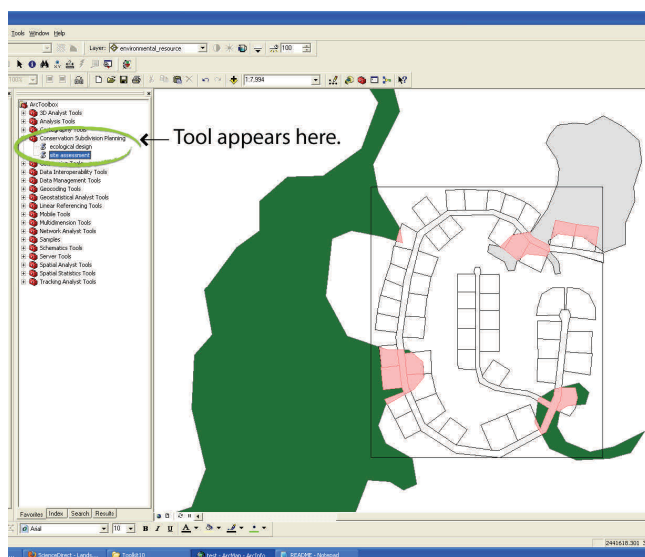 Tools Window Help
Layer: environmental_resource 100
1:7,994
ArcToolbox
3D Analyst Tools
Analysis Tools
Cartography Tools
Conservation Subdivision Planning
ecological design
site assessment
Tool appears here.
Data Interoperability Tools
Data Management Tools
Geocoding Tools
Geostatistical Analyst Tools
Linear Referencing Tools
Mobile Tools
Multidimension Tools
Network Analyst Tools
Samples
Schematics Tools
Server Tools
Spatial Analyst Tools
Spatial Statistics Tools
Tracking Analyst Tools
Favorites Index Search Results
Arial 10 B I U A
2441618.301
ScienceDirect - Lands... Toolkit10 test - ArcMap - ArcInfo README - Notepad